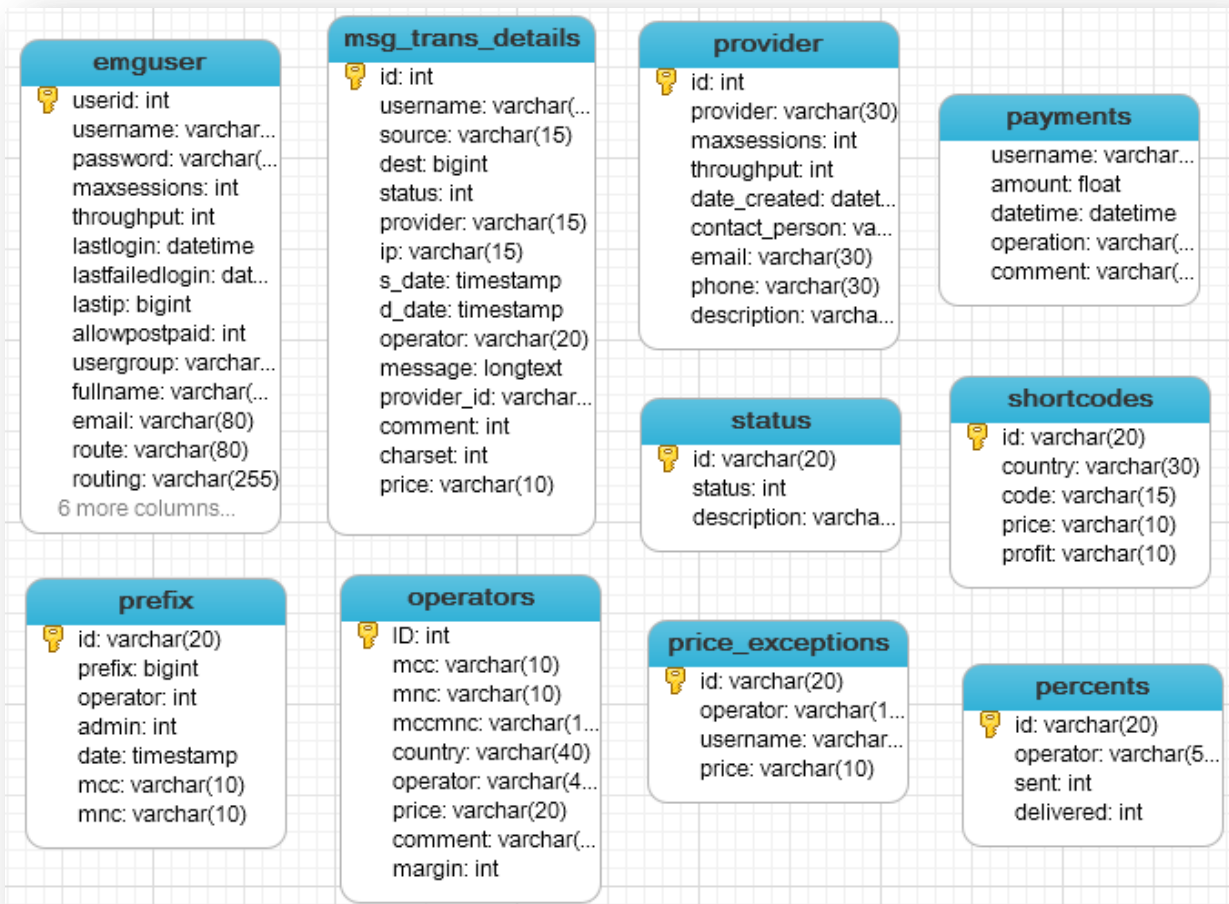 emguser
userid: int
username: varchar...
password: varchar(...
maxsessions: int
throughput: int
lastlogin: datetime
lastfailedlogin: dat...
lastip: bigint
allowpostpaid: int
usergroup: varchar...
fullname: varchar(...
email: varchar(80)
route: varchar(80)
routing: varchar(255)
6 more columns...
msg_trans_details
id: int
username: varchar(...
source: varchar(15)
dest: bigint
status: int
provider: varchar(15)
ip: varchar(15)
s_date: timestamp
d_date: timestamp
operator: varchar(20)
message: longtext
provider_id: varchar...
comment: int
charset: int
price: varchar(10)
provider
id: int
provider: varchar(30)
maxsessions: int
throughput: int
date_created: datet...
contact_person: va...
email: varchar(30)
phone: varchar(30)
description: varcha...
payments
username: varchar...
amount: float
datetime: datetime
operation: varchar(...
comment: varchar(...
status
id: varchar(20)
status: int
description: varcha...
shortcodes
id: varchar(20)
country: varchar(30)
code: varchar(15)
price: varchar(10)
profit: varchar(10)
prefix
id: varchar(20)
prefix: bigint
operator: int
admin: int
date: timestamp
mcc: varchar(10)
mnc: varchar(10)
operators
ID: int
mcc: varchar(10)
mnc: varchar(10)
mccmnc: varchar(1...
country: varchar(40)
operator: varchar(4...
price: varchar(20)
comment: varchar(...
margin: int
price_exceptions
id: varchar(20)
operator: varchar(1...
username: varchar...
price: varchar(10)
percents
id: varchar(20)
operator: varchar(5...
sent: int
delivered: int